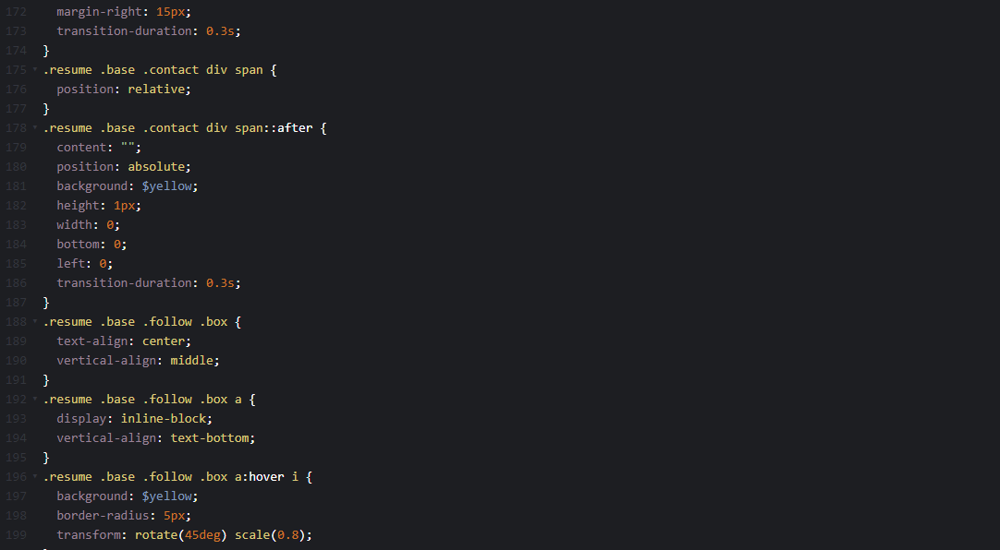 172 margin-right: 15px;
173 transition-duration: 0.3s;
174 }
175 .resume .base .contact div span {
176 position: relative;
177 }
178 .resume .base .contact div span::after {
179 content: "";
180 position: absolute;
181 background: $yellow;
182 height: 1px;
183 width: 0;
184 bottom: 0;
185 left: 0;
186 transition-duration: 0.3s;
187 }
188 .resume .base .follow .box {
189 text-align: center;
190 vertical-align: middle;
191 }
192 .resume .base .follow .box a {
193 display: inline-block;
194 vertical-align: text-bottom;
195 }
196 .resume .base .follow .box a:hover i {
197 background: $yellow;
198 border-radius: 5px;
199 transform: rotate(45deg) scale(0.8);